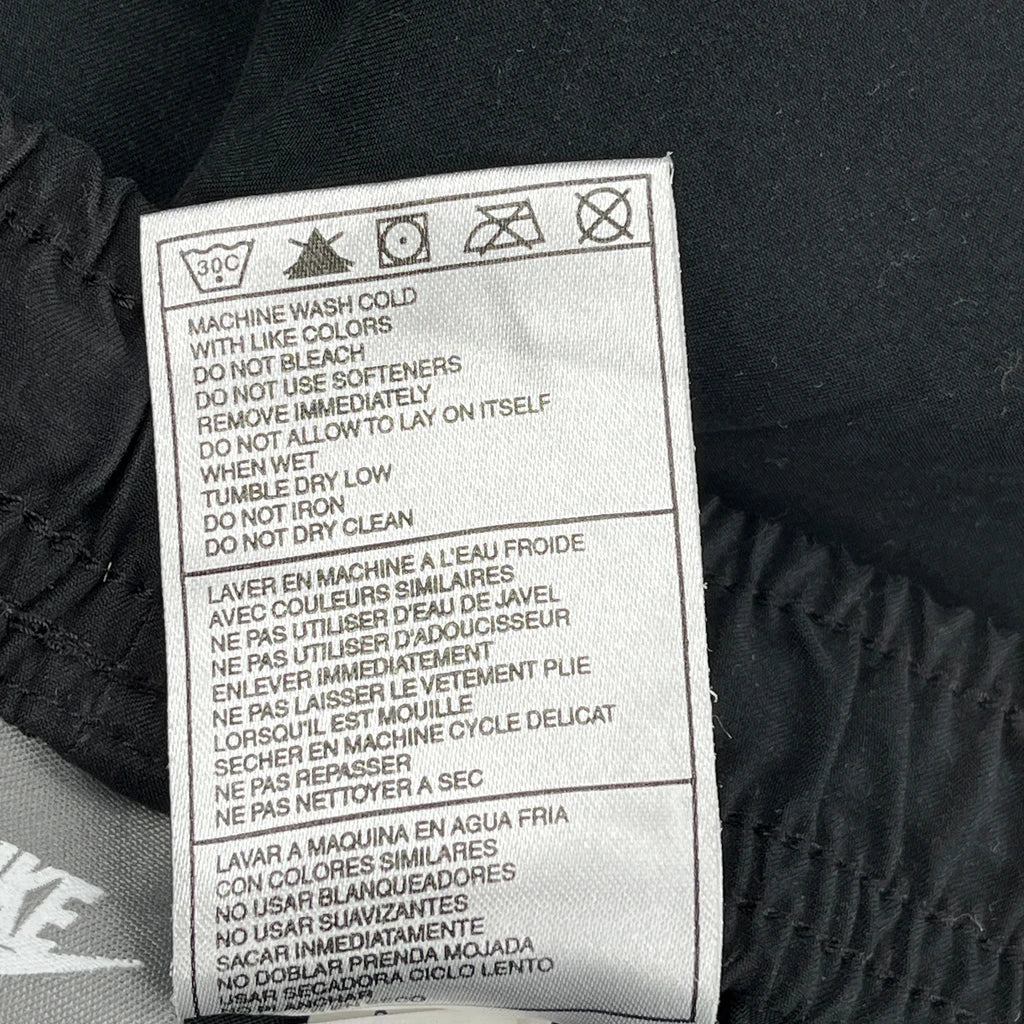 30C
MACHINE WASH COLD
WITH LIKE COLORS
DO NOT BLEACH
DO NOT USE SOFTENERS
REMOVE IMMEDIATELY
DO NOT ALLOW TO LAY ON ITSELF
WHEN WET
TUMBLE DRY LOW
DO NOT IRON
DO NOT DRY CLEAN
LAVER EN MACHINE A L'EAU FROIDE
AVEC COULEURS SIMILAIRES
NE PAS UTILISER D'EAU DE JAVEL
NE PAS UTILISER D'ADOUCISSEUR
ENLEVER IMMEDIATEMENT
NE PAS LAISSER LE VETEMENT PLIE
LORSQU'IL EST MOUILLE
SECHER EN MACHINE CYCLE DELICAT
NE PAS REPASSER
NE PAS NETTOYER A SEC
LAVAR A MAQUINA EN AGUA FRIA
CON COLORES SIMILARES
NO USAR BLANQUEADORES
NO USAR SUAVIZANTES
SACAR INMEDIATAMENTE
NO DOBLAR PRENDA MOJADA
USAR SECADORA CICLO LENTO